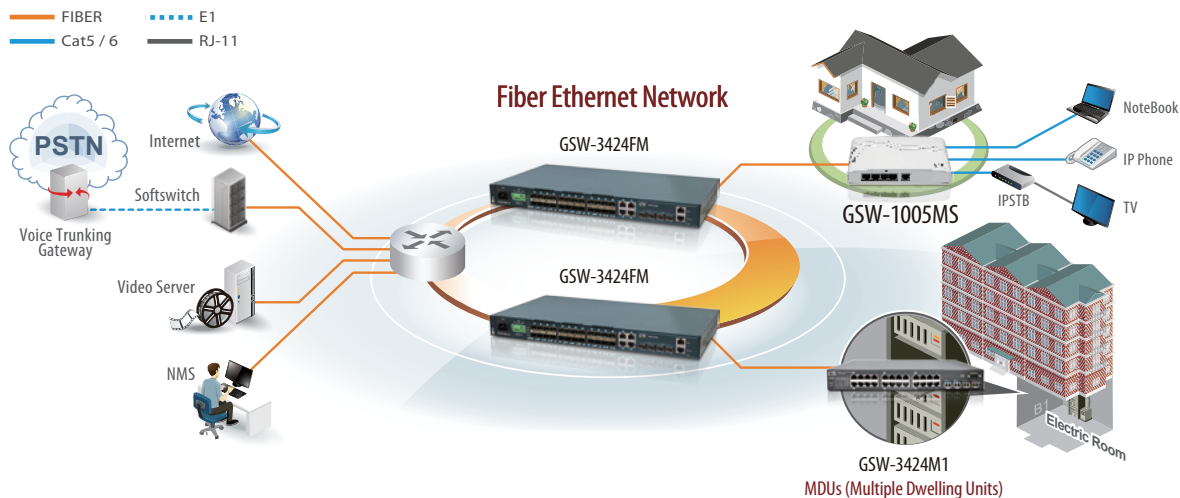 FIBER
E1
Cat5 / 6
RJ-11
Fiber Ethernet Network
PSTN
Internet
Softswitch
Voice Trunking
Gateway
Video Server
NMS
GSW-3424FM
GSW-3424FM
GSW-1005MS
NoteBook
IP Phone
IPSTB
TV
B1
Electric Room
GSW-3424M1
MDUs (Multiple Dwelling Units)